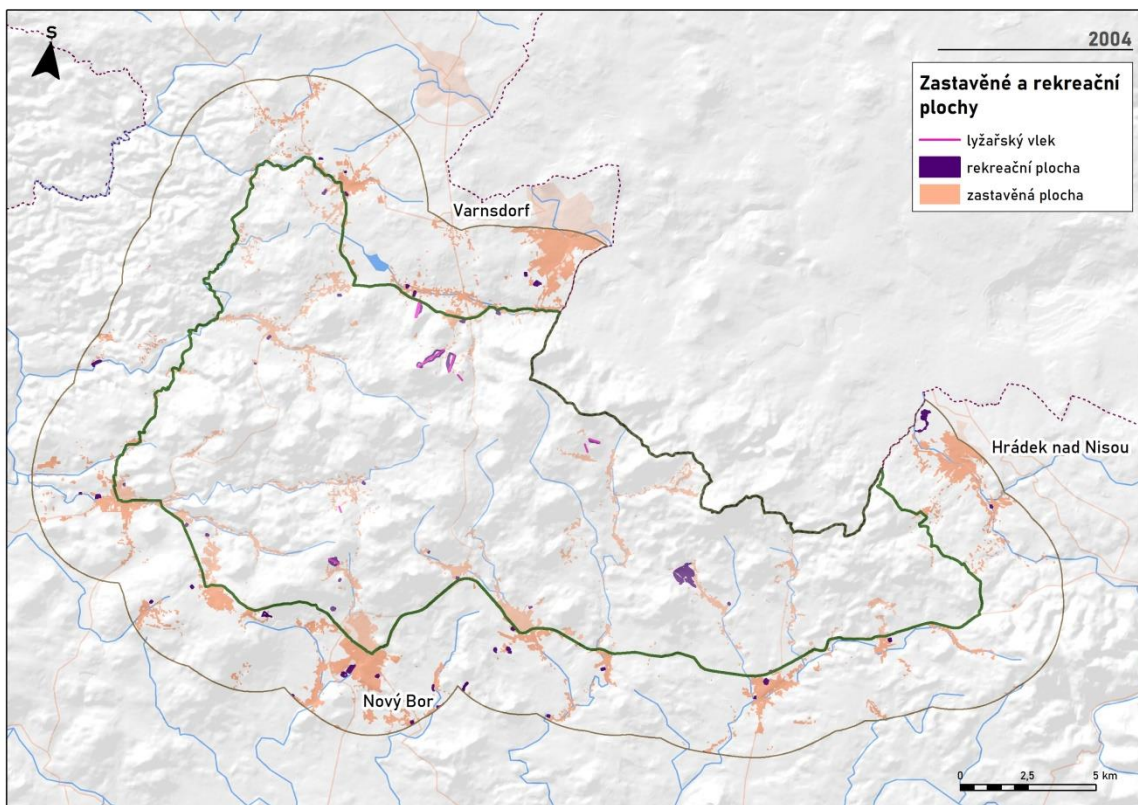 S
2004
Zastavěné a rekreační
plochy
lyžařský vlek
rekreační plocha
zastavěná plocha
Varnsdorf
Hrádek nad Nisou
Nový Bor
0 2,5 5 km